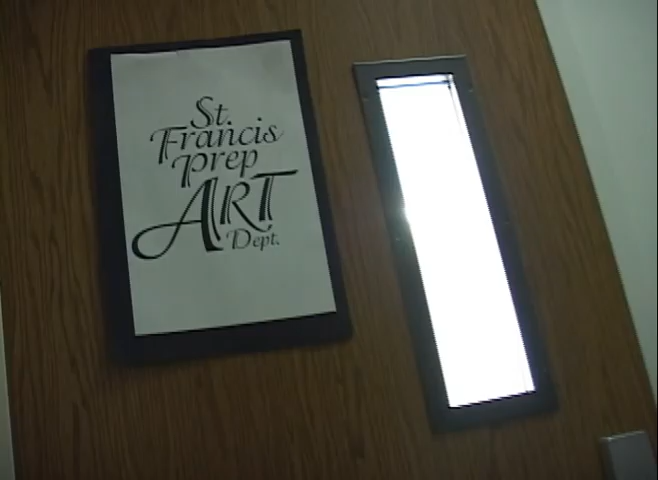 St.
Francis
prep
ART
Dept.